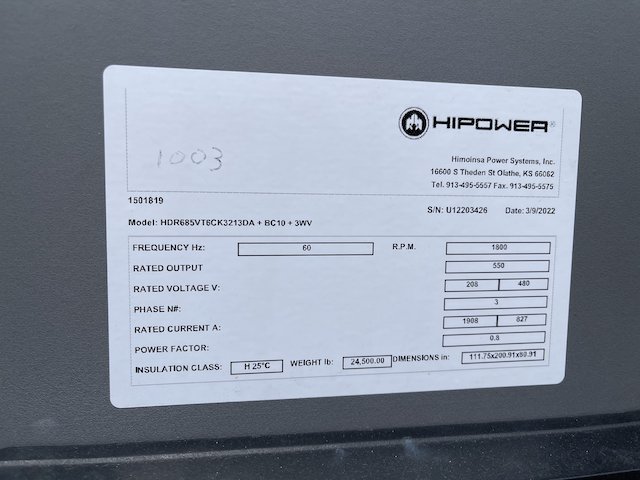 HIPOWER®
1003
Himoinsa Power Systems, Inc.
16600 S Theden St Olathe, KS 66062
Tel. 913-495-5557 Fax. 913-495-5575
1501819
S/N: U12203426 Date: 3/9/2022
Model: HDR685VT6CK3213DA + BC10 + 3WV
FREQUENCY Hz: 60 R.P.M. 1800
RATED OUTPUT 550
RATED VOLTAGE V: 208 480
PHASE N#: 3
RATED CURRENT A: 1908 827
POWER FACTOR: 0.8
INSULATION CLASS: H 25°C WEIGHT lb: 24,500.00 DIMENSIONS in: 111.75x200.91x80.91